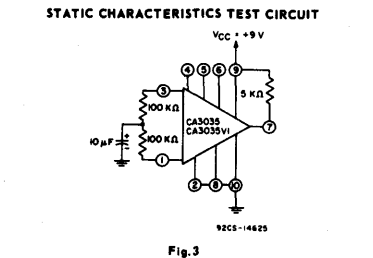 STATIC CHARACTERISTICS TEST CIRCUIT
VCC = +9 V
4 5 6 9
3
100 KΩ
5 KΩ
CA3035
CA3035V1
7
10 μF + -
100 KΩ
1
2 8 10
92CS-14625
Fig.3